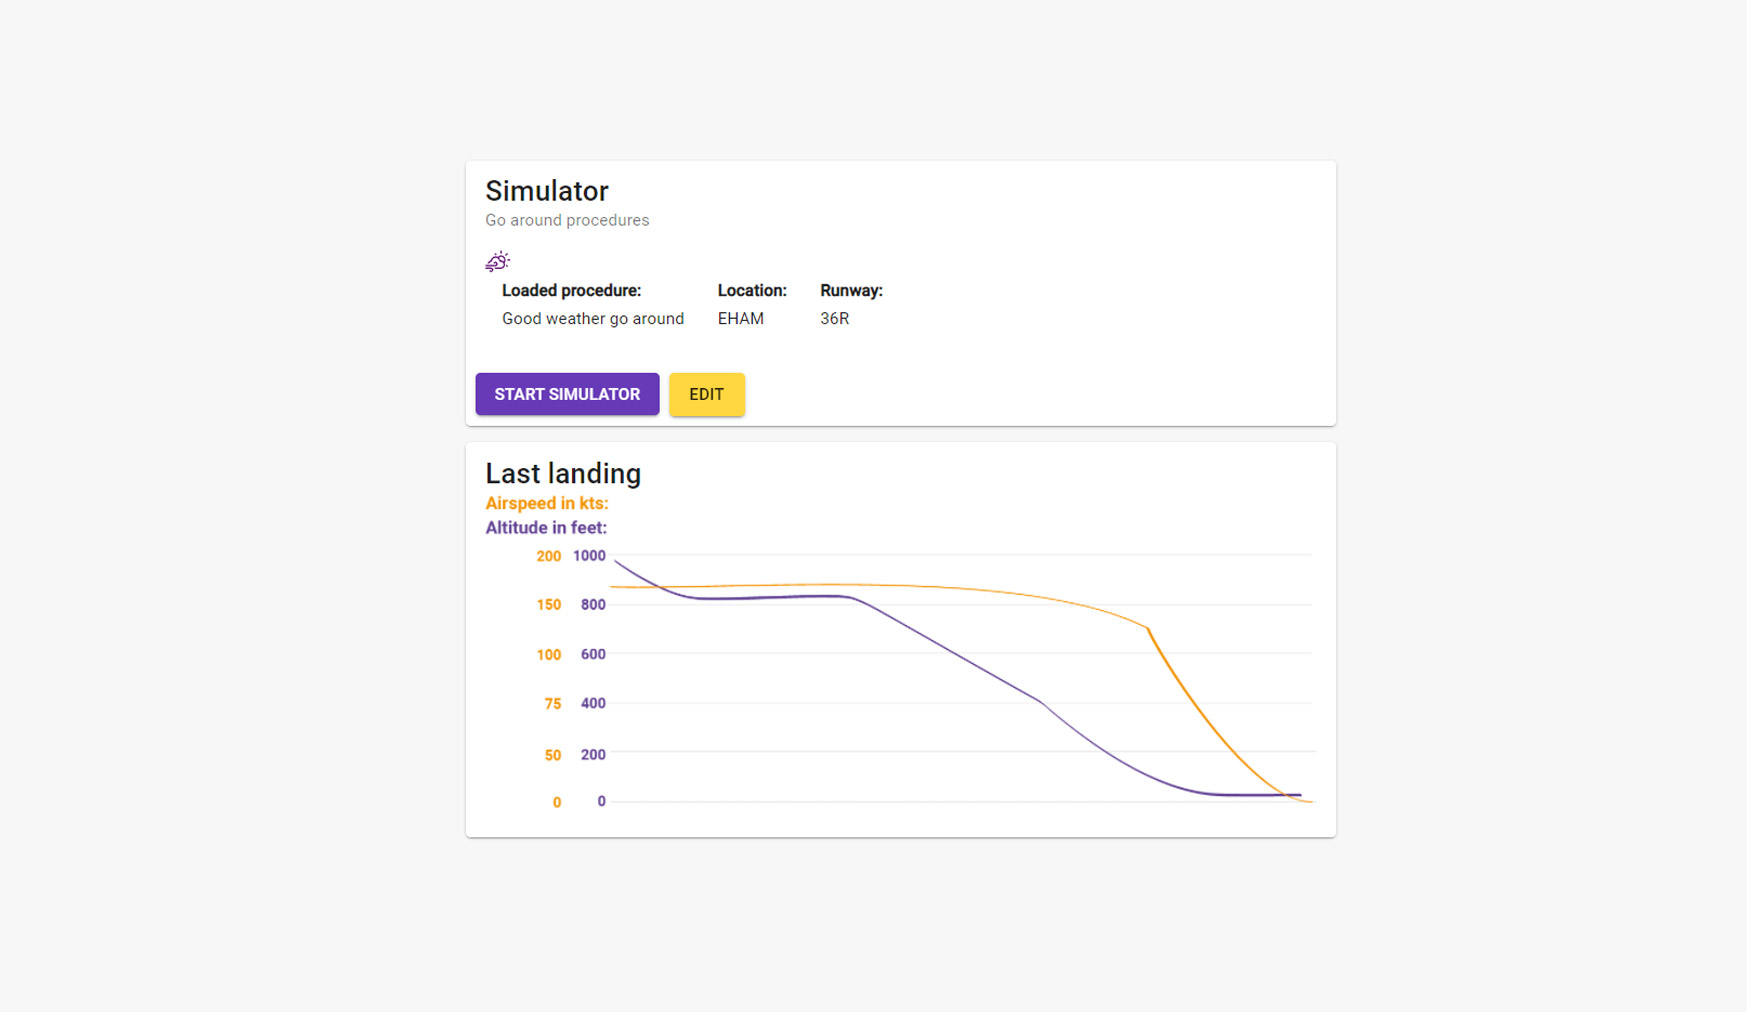 Simulator
Go around procedures
Loaded procedure: Location: Runway:
Good weather go around EHAM 36R
START SIMULATOR EDIT
Last landing
Airspeed in kts:
Altitude in feet:
200 1000
150 800
100 600
75 400
50 200
0 0